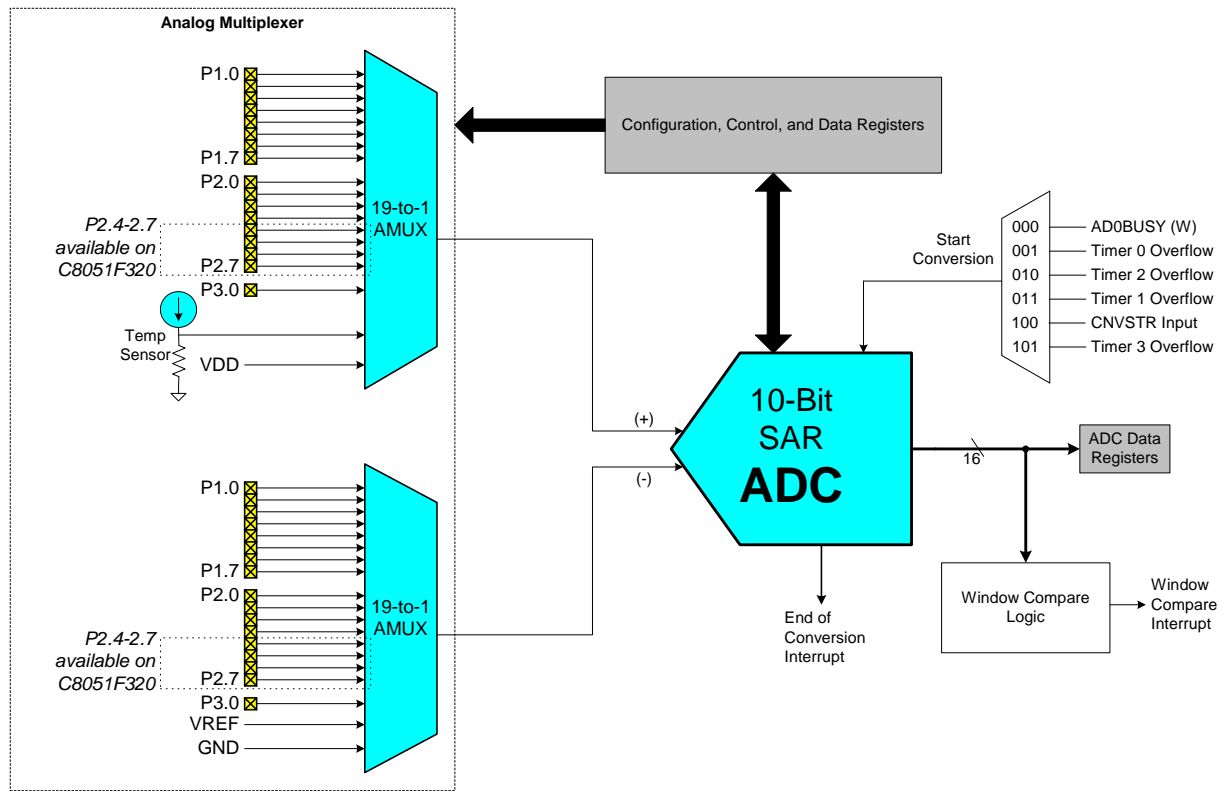 Analog Multiplexer
P1.0
P1.7
P2.0
P2.4-2.7
available on
C8051F320
P2.7
P3.0
Temp
Sensor
VDD
19-to-1
AMUX
Configuration, Control, and Data Registers
Start
Conversion
000
AD0BUSY (W)
001
Timer 0 Overflow
010
Timer 2 Overflow
011
Timer 1 Overflow
100
CNVSTR Input
101
Timer 3 Overflow
(+)
(-)
10-Bit
SAR
ADC
16
ADC Data
Registers
End of
Conversion
Interrupt
Window Compare
Logic
Window
Compare
Interrupt
P1.0
P1.7
P2.0
P2.4-2.7
available on
C8051F320
P2.7
P3.0
VREF
GND
19-to-1
AMUX